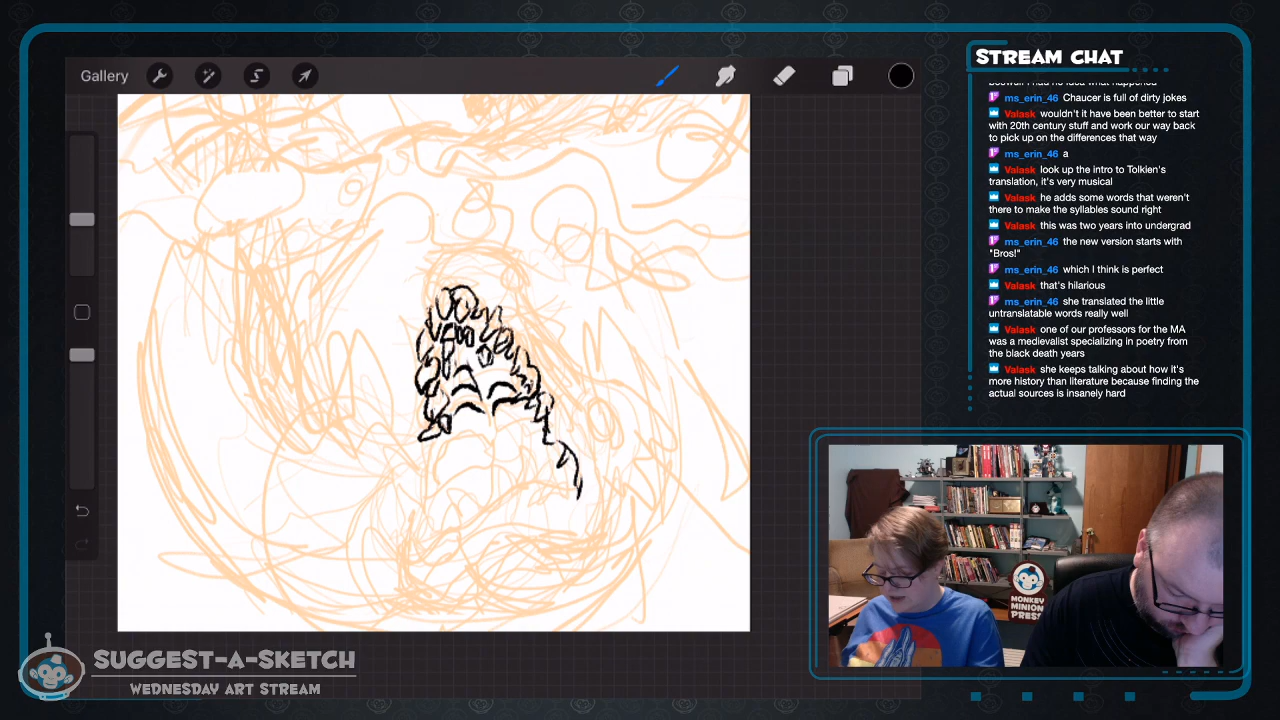 Gallery
STREAM CHAT
ms_erin_46 Chaucer is full of dirty jokes
Valask wouldn't it have been better to start
with 20th century stuff and work our way back
to pick up on the differences that way
ms_erin_46 a
Valask look up the intro to Tolkien's
translation, it's very musical
Valask he adds some words that weren't
there to make the syllables sound right
Valask this was two years into undergrad
ms_erin_46 the new version starts with
"Bros!"
ms_erin_46 which I think is perfect
Valask that's hilarious
ms_erin_46 she translated the little
untranslatable words really well
Valask one of our professors for the MA
was a medievalist specializing in poetry from
the black death years
Valask she keeps talking about how it's
more history than literature because finding the
actual sources is insanely hard
MONKEY
MINION
PRESS
SUGGEST-A-SKETCH
WEDNESDAY ART STREAM